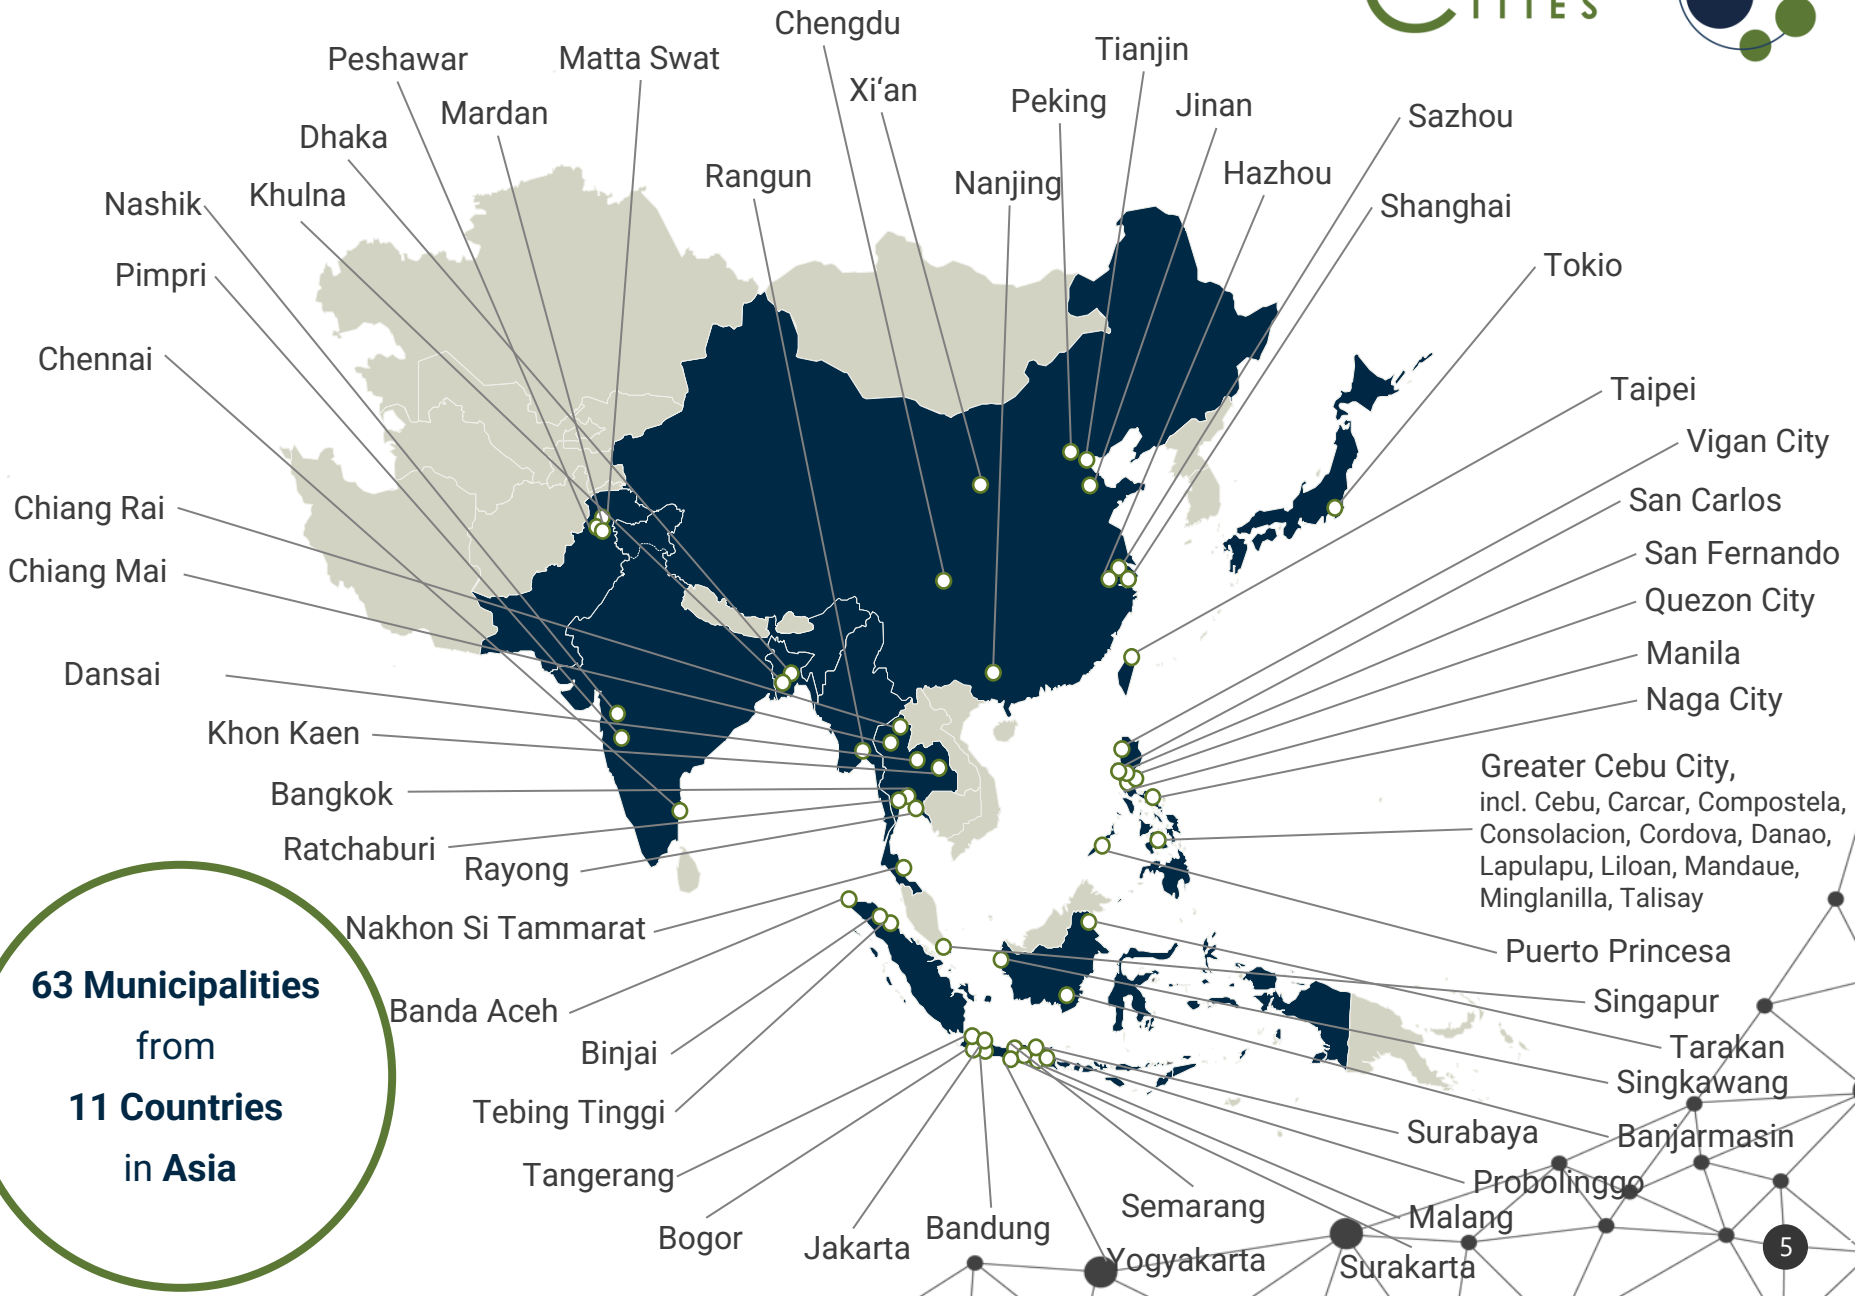 ITIES
Chengdu
Tianjin
Peshawar
Matta Swat
Xi‘an
Peking
Jinan
Mardan
Sazhou
Dhaka
Rangun
Nanjing
Hazhou
Nashik
Khulna
Shanghai
Pimpri
Tokio
Chennai
Taipei
Vigan City
Chiang Rai
San Carlos
San Fernando
Chiang Mai
Quezon City
Dansai
Manila
Naga City
Khon Kaen
Greater Cebu City,
incl. Cebu, Carcar, Compostela,
Consolacion, Cordova, Danao,
Lapulapu, Liloan, Mandaue,
Minglanilla, Talisay
Bangkok
Ratchaburi
Rayong
Nakhon Si Tammarat
Puerto Princesa
63 Municipalities
from
11 Countries
in Asia
Banda Aceh
Singapur
Binjai
Tarakan
Singkawang
Tebing Tinggi
Surabaya
Banjarmasin
Tangerang
Probolinggo
Semarang
Malang
Bogor
Jakarta
Bandung
Yogyakarta
Surakarta
5